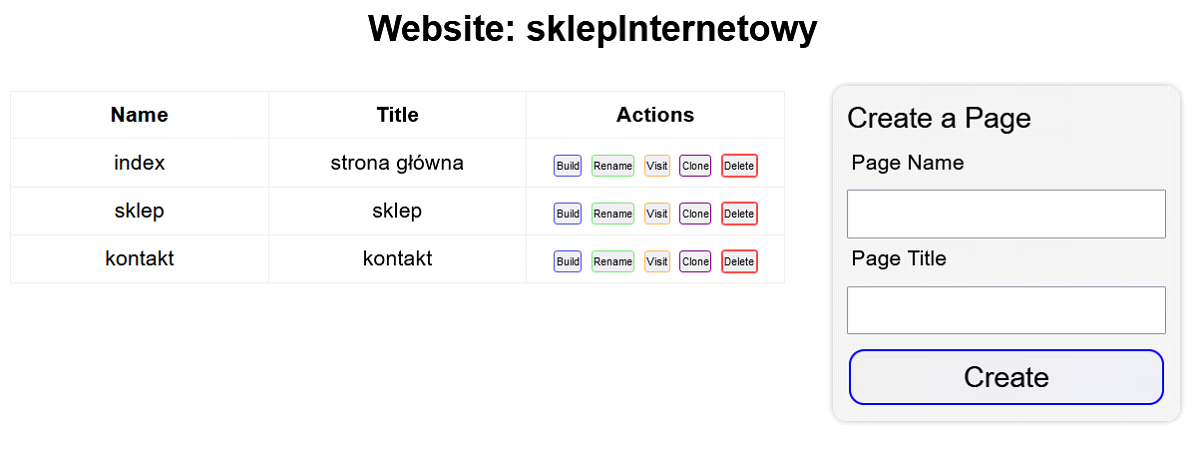 Website: sklepInternetowy
Name Title Actions
index strona główna Build Rename Visit Clone Delete
sklep sklep Build Rename Visit Clone Delete
kontakt kontakt Build Rename Visit Clone Delete
Create a Page
Page Name
Page Title
Create